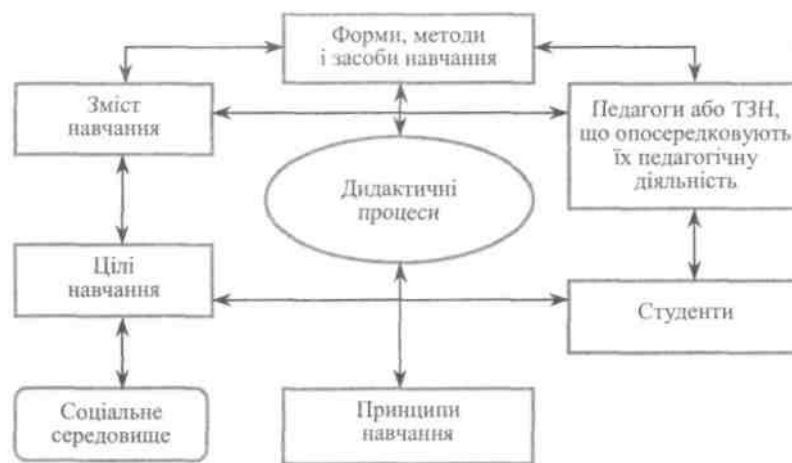 Форми, методи
і засоби навчання
Зміст
навчання
Педагоги або ТЗН,
що опосередковують
їх педагогічну
діяльність
Дидактичні
процеси
Цілі
навчання
Студенти
Соціальне
середовище
Принципи
навчання